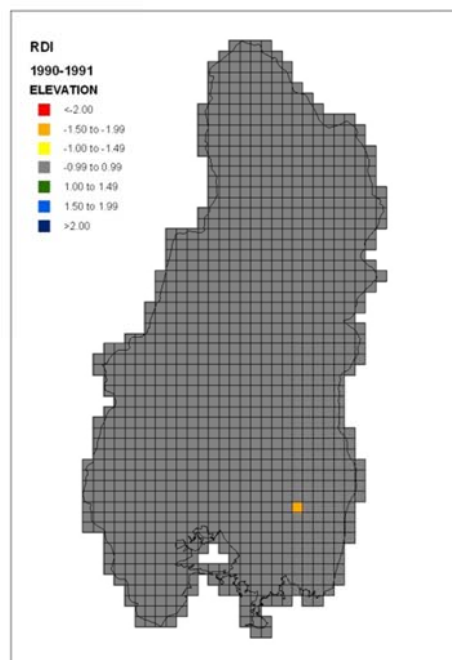 RDI
1990-1991
ELEVATION
<-2.00
-1.50 to -1.99
-1.00 to -1.49
-0.99 to 0.99
1.00 to 1.49
1.50 to 1.99
>2.00